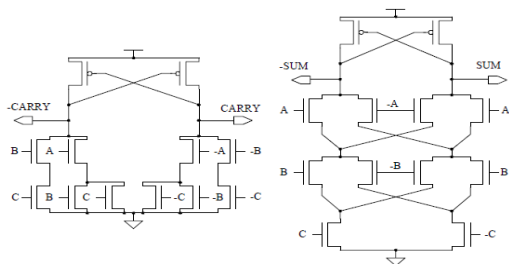 -CARRY CARRY
B A -A -B
C B C -C -B -C
-SUM SUM
A -A A
B -B B
C -C